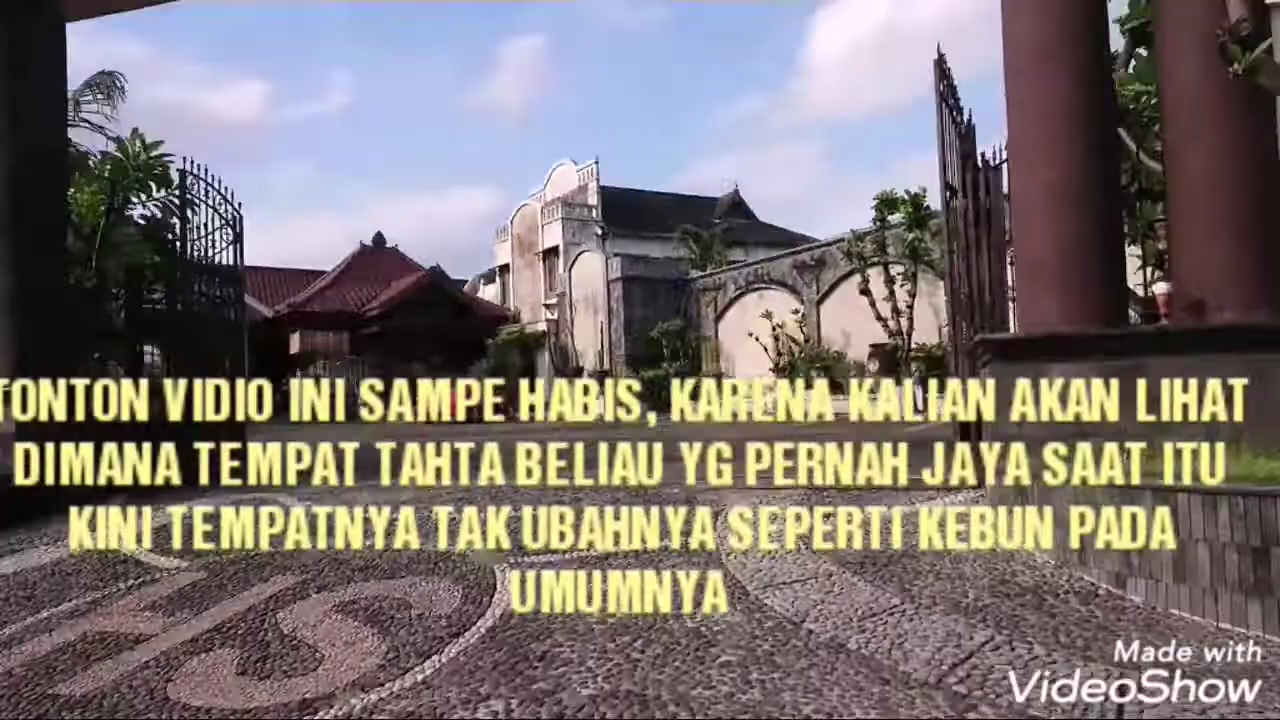 TONTON VIDIO INI SAMPE HABIS, KARENA KALIAN AKAN LIHAT
DIMANA TEMPAT TAHTA BELIAU YG PERNAH JAYA SAAT ITU
KINI TEMPATNYA TAK UBAHNYA SEPERTI KEBUN PADA
UMUMNYA
HS
Made with
VideoShow